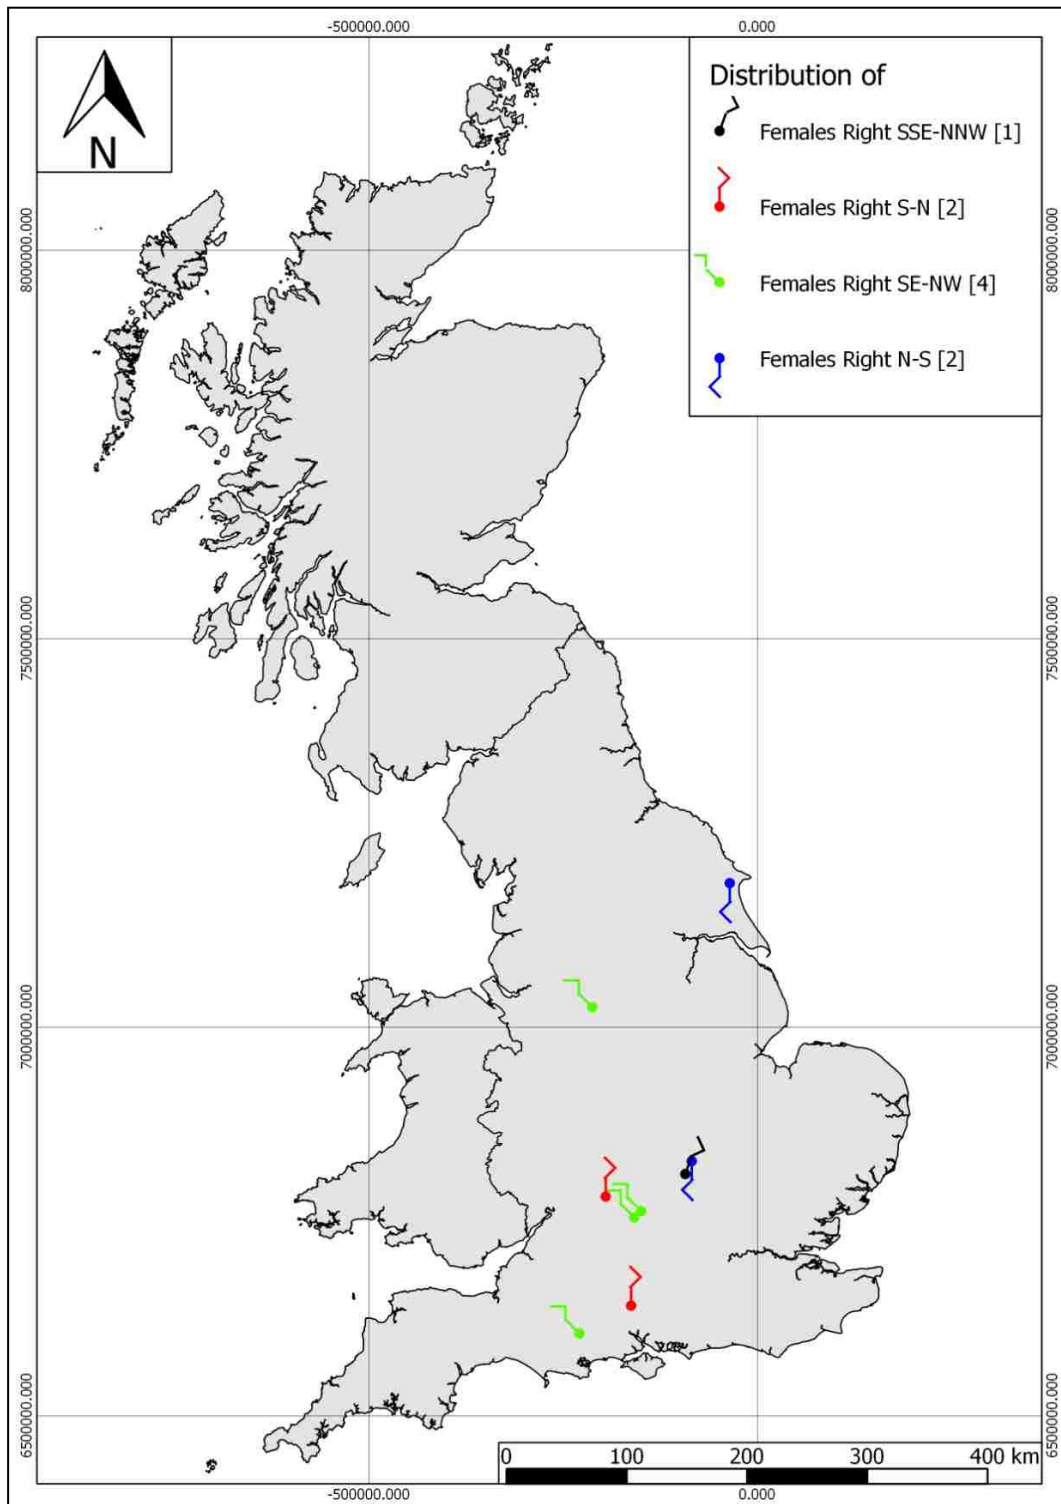 -500000.000
0.000
N
Distribution of
Females Right SSE-NNW [1]
Females Right S-N [2]
Females Right SE-NW [4]
Females Right N-S [2]
8000000.000
8000000.000
7500000.000
7500000.000
7000000.000
7000000.000
6500000.000
6500000.000
0 100 200 300 400 km
-500000.000
0.000